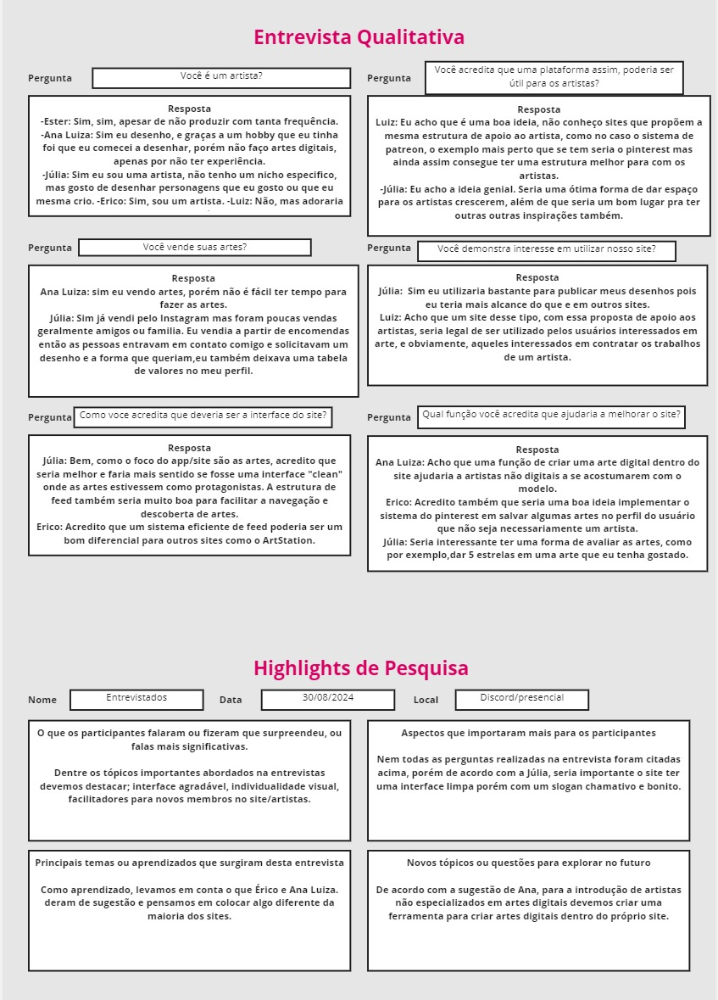 Entrevista Qualitativa
Pergunta
Você é um artista?
Resposta
-Ester: Sim, sim, apesar de não produzir com tanta frequência.
-Ana Luiza: Sim eu desenho, e graças a um hobby que eu tinha
foi que eu comecei a desenhar, porém não faço artes digitais,
apenas por não ter experiência.
-Júlia: Sim eu sou uma artista, não tenho um nicho especifico,
mas gosto de desenhar personagens que eu gosto ou que eu
mesma crio. -Erico: Sim, sou um artista. -Luiz: Não, mas adoraria
Pergunta
Você acredita que uma plataforma assim, poderia ser
útil para os artistas?
Resposta
Luiz: Eu acho que é uma boa ideia, não conheço sites que propõem a
mesma estrutura de apoio ao artista, como no caso o sistema de
patreon, o exemplo mais perto que se tem seria o pinterest mas
ainda assim consegue ter uma estrutura melhor para com os
artistas.
-Júlia: Eu acho a ideia genial. Seria uma ótima forma de dar espaço
para os artistas crescerem, além de que seria um bom lugar pra ter
outras outras inspirações também.
Pergunta
Você vende suas artes?
Resposta
Ana Luiza: sim eu vendo artes, porém não é fácil ter tempo para
fazer as artes.
Júlia: Sim já vendi pelo Instagram mas foram poucas vendas
geralmente amigos ou familia. Eu vendia a partir de encomendas
então as pessoas entravam em contato comigo e solicitavam um
desenho e a forma que queriam,eu também deixava uma tabela
de valores no meu perfil.
Pergunta
Você demonstra interesse em utilizar nosso site?
Resposta
Júlia:  Sim eu utilizaria bastante para publicar meus desenhos pois
eu teria mais alcance do que e em outros sites.
Luiz: Acho que um site desse tipo, com essa proposta de apoio aos
artistas, seria legal de ser utilizado pelos usuários interessados em
arte, e obviamente, aqueles interessados em contratar os trabalhos
de um artista.
Pergunta
Como voce acredita que deveria ser a interface do site?
Resposta
Júlia: Bem, como o foco do app/site são as artes, acredito que
seria melhor e faria mais sentido se fosse uma interface "clean"
onde as artes estivessem como protagonistas. A estrutura de
feed também seria muito boa para facilitar a navegação e
descoberta de artes.
Erico: Acredito que um sistema eficiente de feed poderia ser um
bom diferencial para outros sites como o ArtStation.
Pergunta
Qual função você acredita que ajudaria a melhorar o site?
Resposta
Ana Luiza: Acho que uma função de criar uma arte digital dentro do
site ajudaria a artistas não digitais a se acostumarem com o
modelo.
Erico: Acredito também que seria uma boa ideia implementar o
sistema do pinterest em salvar algumas artes no perfil do usuário
que não seja necessariamente um artista.
Júlia: Seria interessante ter uma forma de avaliar as artes, como
por exemplo,dar 5 estrelas em uma arte que eu tenha gostado.
Highlights de Pesquisa
Nome
Entrevistados
Data
30/08/2024
Local
Discord/presencial
O que os participantes falaram ou fizeram que surpreendeu, ou
falas mais significativas.
Dentre os tópicos importantes abordados na entrevistas
devemos destacar; interface agradável, individualidade visual,
facilitadores para novos membros no site/artistas.
Aspectos que importaram mais para os participantes
Nem todas as perguntas realizadas na entrevista foram citadas
acima, porém de acordo com a Júlia, seria importante o site ter
uma interface limpa porém com um slogan chamativo e bonito.
Principais temas ou aprendizados que surgiram desta entrevista
Como aprendizado, levamos em conta o que Érico e Ana Luiza.
deram de sugestão e pensamos em colocar algo diferente da
maioria dos sites.
Novos tópicos ou questões para explorar no futuro
De acordo com a sugestão de Ana, para a introdução de artistas
não especializados em artes digitais devemos criar uma
ferramenta para criar artes digitais dentro do próprio site.